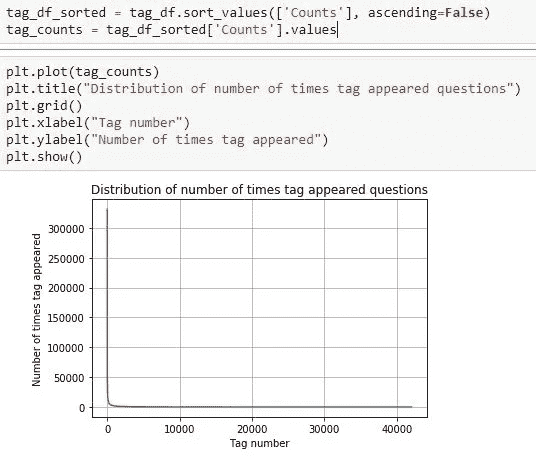 tag_df_sorted = tag_df.sort_values(['Counts'], ascending=False)
tag_counts = tag_df_sorted['Counts'].values
plt.plot(tag_counts)
plt.title("Distribution of number of times tag appeared questions")
plt.grid()
plt.xlabel("Tag number")
plt.ylabel("Number of times tag appeared")
plt.show()
Distribution of number of times tag appeared questions
Number of times tag appeared
300000
250000
200000
150000
100000
50000
0
0 10000 20000 30000 40000
Tag number